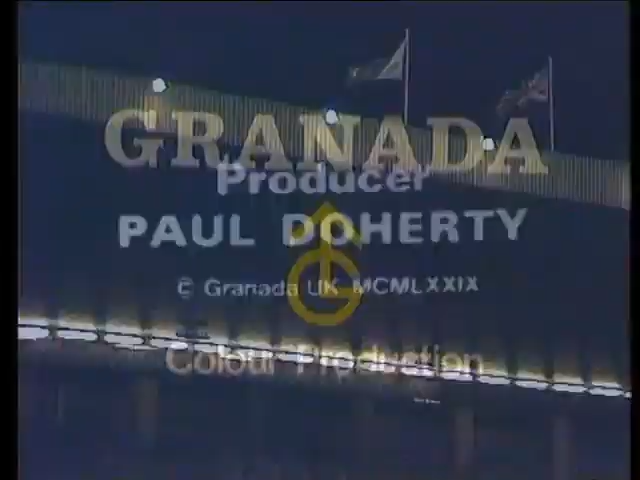 GRANADA
Producer
PAUL DOHERTY
© Granada UK MCMLXXIX
Colour Production